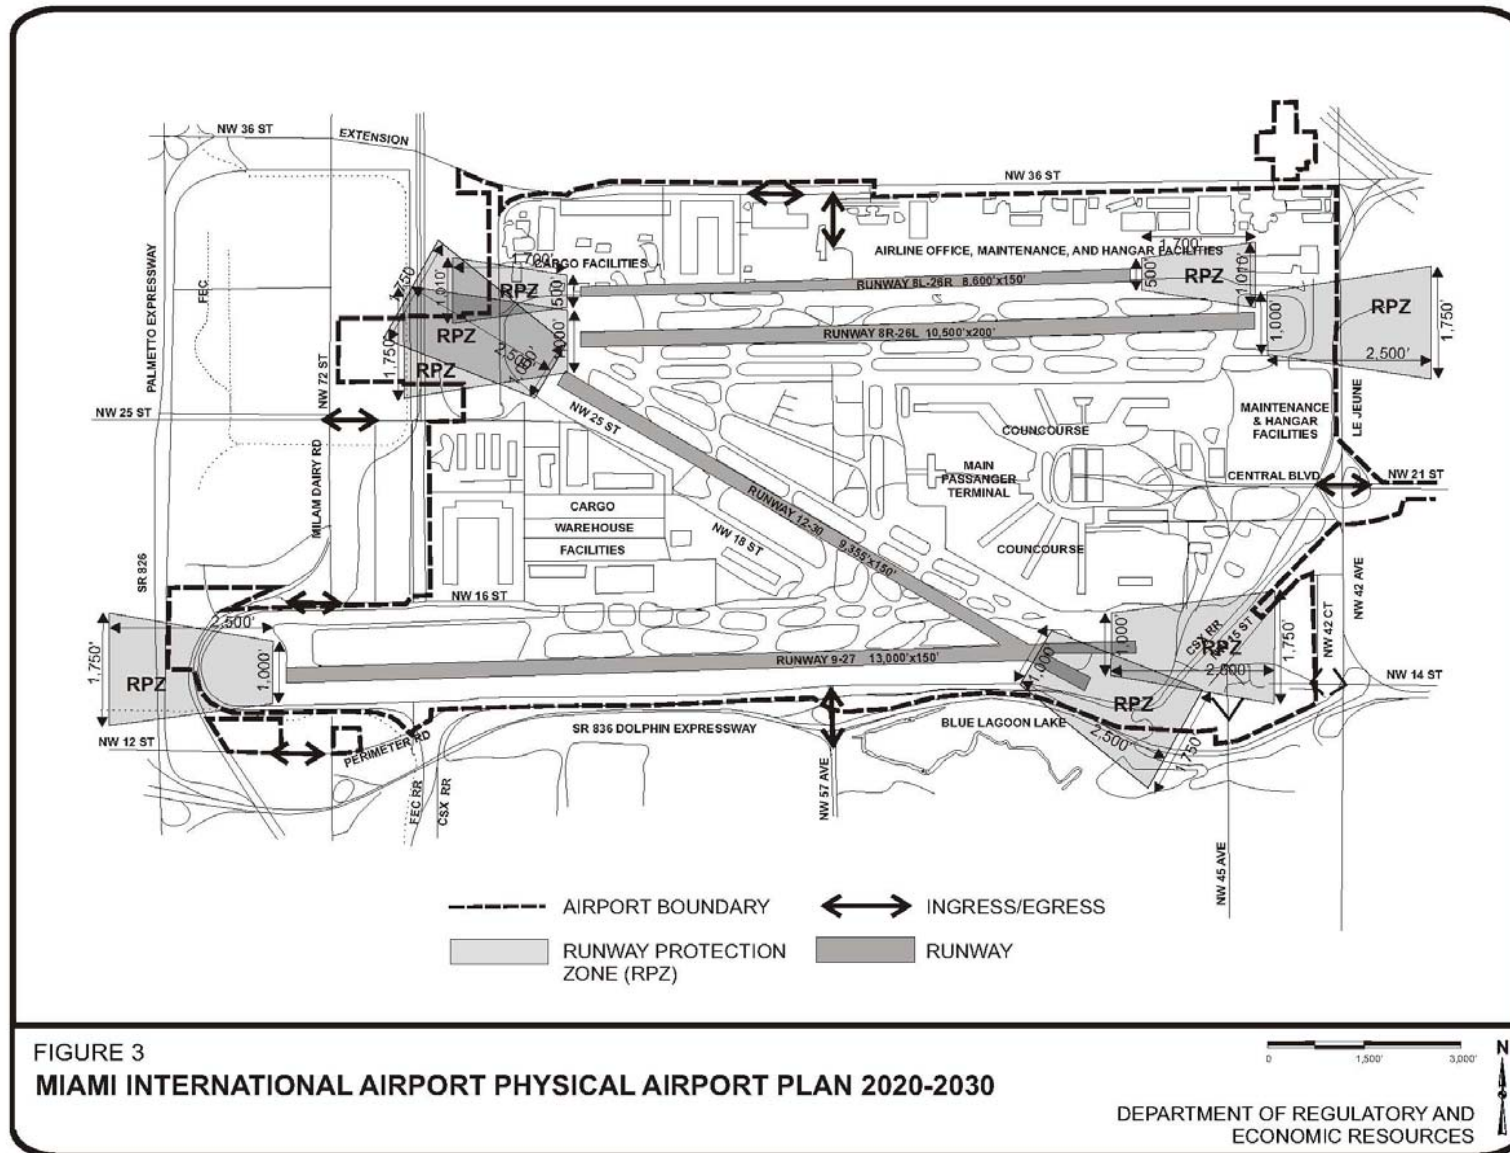 NW 36 ST
EXTENSION
NW 36 ST
PALMETTO EXPRESSWAY
FEC
AIRLINE OFFICE, MAINTENANCE, AND HANGAR FACILITIES
1,700'
CARGO FACILITIES
1,700'
1,750'
1,010'
RPZ
500'
RUNWAY 8L-26R 8,600'x150'
500'
RPZ
1,010'
RPZ
1,750'
RUNWAY 8R-26L 10,500'x200'
1,000'
2,500'
RPZ
1,750'
2,500'
RPZ
NW 72 ST
NW 25 ST
NW 25 ST
LE JEUNE
MAINTENANCE
& HANGAR
FACILITIES
COUNCOURSE
MAIN
PASSANGER
TERMINAL
CENTRAL BLVD
NW 21 ST
MILAM DAIRY RD
CARGO
WAREHOUSE
FACILITIES
RUNWAY 12-30 9,355'x150'
NW 18 ST
COUNCOURSE
SR 826
NW 16 ST
NW 42 AVE
NW 42 CT
2,500'
1,750'
1,000'
RPZ
RUNWAY 9-27 13,000'x150'
1,000'
1,000'
CSX RR
NW 15 ST
RPZ
1,750'
NW 14 ST
RPZ
NW 12 ST
PERIMETER RD
SR 836 DOLPHIN EXPRESSWAY
BLUE LAGOON LAKE
2,500'
1,750'
FEC RR
CSX RR
NW 57 AVE
NW 45 AVE
AIRPORT BOUNDARY
INGRESS/EGRESS
RUNWAY PROTECTION
ZONE (RPZ)
RUNWAY
FIGURE 3
MIAMI INTERNATIONAL AIRPORT PHYSICAL AIRPORT PLAN 2020-2030
0 1,500' 3,000'
N
DEPARTMENT OF REGULATORY AND
ECONOMIC RESOURCES